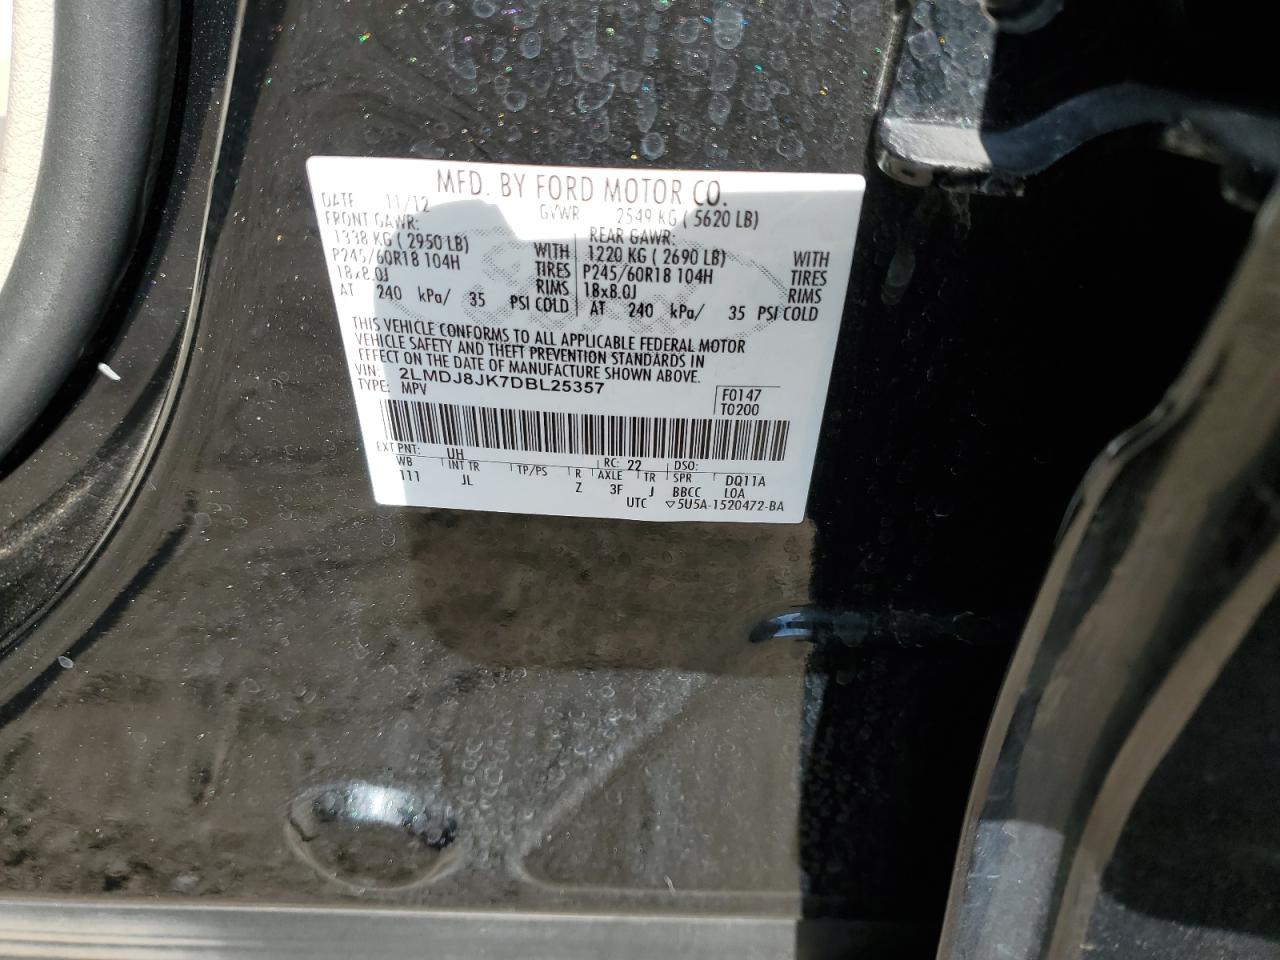 MFD. BY FORD MOTOR CO.
DATE 11/12 GVWR 2549 KG ( 5620 LB)
FRONT GAWR: REAR GAWR:
1338 KG ( 2950 LB) WITH 1220 KG ( 2690 LB) WITH
P245/60R18 104H TIRES P245/60R18 104H TIRES
18x8.0J RIMS 18x8.0J RIMS
AT 240 kPa/ 35 PSI COLD AT 240 kPa/ 35 PSI COLD
THIS VEHICLE CONFORMS TO ALL APPLICABLE FEDERAL MOTOR
VEHICLE SAFETY AND THEFT PREVENTION STANDARDS IN
EFFECT ON THE DATE OF MANUFACTURE SHOWN ABOVE.
VIN: 2LMDJ8JK7DBL25357 F0147
TYPE: MPV T0200
EXT PNT: UH RC: 22 DSO:
WB INT TR TP/PS R AXLE TR SPR DQ11A
111 JL Z 3F J BBCC LOA
UTC ▽5U5A-1520472-BA